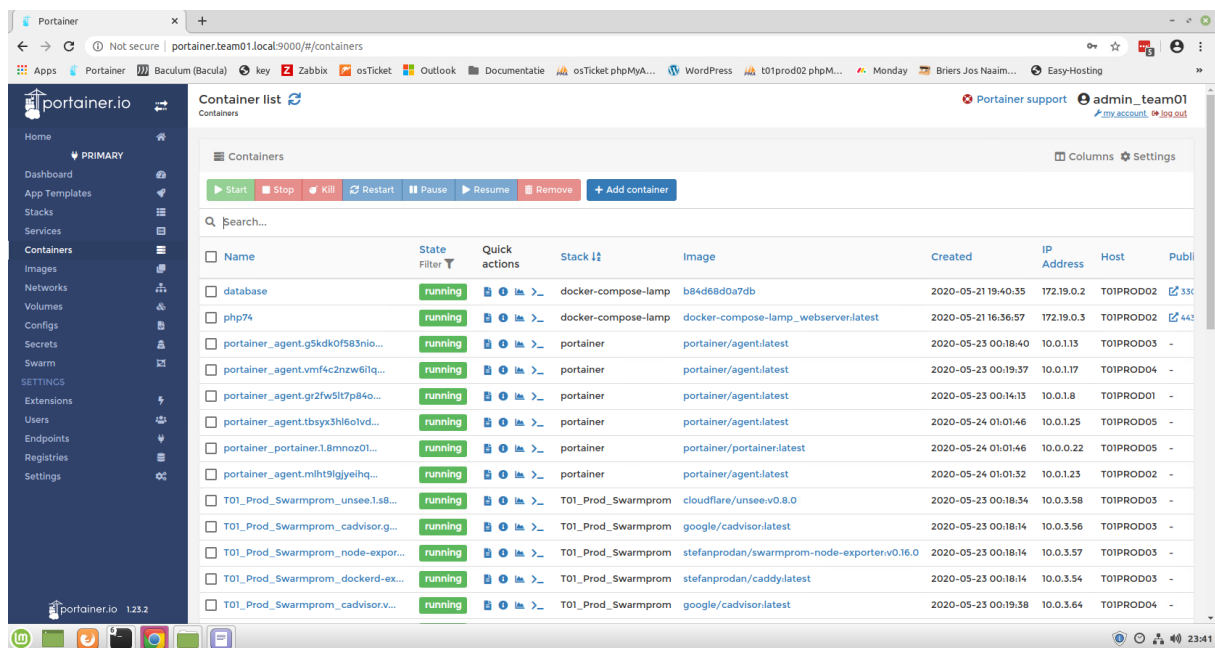 Portainer
Not secure | portainer.team01.local:9000/#/containers
Apps Portainer Baculum (Bacula) key Zabbix osTicket Outlook Documentatie osTicket phpMyA... WordPress t01prod02 phpM... Monday Briers Jos Naaim... Easy-Hosting »
portainer.io
Home
PRIMARY
Dashboard
App Templates
Stacks
Services
Containers
Images
Networks
Volumes
Configs
Secrets
Swarm
SETTINGS
Extensions
Users
Endpoints
Registries
Settings
portainer.io 1.23.2
Container list
Containers
Portainer support admin_team01
my account log out
Containers Columns Settings
Start Stop Kill Restart Pause Resume Remove + Add container
Search...
Name State Filter Quick actions Stack Image Created IP Address Host Publi
database running docker-compose-lamp b84d68d0a7db 2020-05-21 19:40:35 172.19.0.2 T01PROD02 330
php74 running docker-compose-lamp docker-compose-lamp_webserver:latest 2020-05-21 16:36:57 172.19.0.3 T01PROD02 443
portainer_agent.g5kdk0f583nio... running portainer portainer/agent:latest 2020-05-23 00:18:40 10.0.1.13 T01PROD03 -
portainer_agent.vmf4c2nzw6i1q... running portainer portainer/agent:latest 2020-05-23 00:19:37 10.0.1.17 T01PROD04 -
portainer_agent.gr2fw5lt7p84o... running portainer portainer/agent:latest 2020-05-23 00:14:13 10.0.1.8 T01PROD01 -
portainer_agent.tbsyx3hl6o1vd... running portainer portainer/agent:latest 2020-05-24 01:01:46 10.0.1.25 T01PROD05 -
portainer_portainer.1.8mnoz01... running portainer portainer/portainer:latest 2020-05-24 01:01:46 10.0.0.22 T01PROD05 -
portainer_agent.mlht9lgjyeihq... running portainer portainer/agent:latest 2020-05-24 01:01:32 10.0.1.23 T01PROD02 -
T01_Prod_Swarmprom_unsee.1.s8... running T01_Prod_Swarmprom cloudflare/unsee:v0.8.0 2020-05-23 00:18:34 10.0.3.58 T01PROD03 -
T01_Prod_Swarmprom_cadvisor.g... running T01_Prod_Swarmprom google/cadvisor:latest 2020-05-23 00:18:14 10.0.3.56 T01PROD03 -
T01_Prod_Swarmprom_node-expor... running T01_Prod_Swarmprom stefanprodan/swarmprom-node-exporter:v0.16.0 2020-05-23 00:18:14 10.0.3.57 T01PROD03 -
T01_Prod_Swarmprom_dockerd-ex... running T01_Prod_Swarmprom stefanprodan/caddy:latest 2020-05-23 00:18:14 10.0.3.54 T01PROD03 -
T01_Prod_Swarmprom_cadvisor.v... running T01_Prod_Swarmprom google/cadvisor:latest 2020-05-23 00:19:38 10.0.3.64 T01PROD04 -
23:41